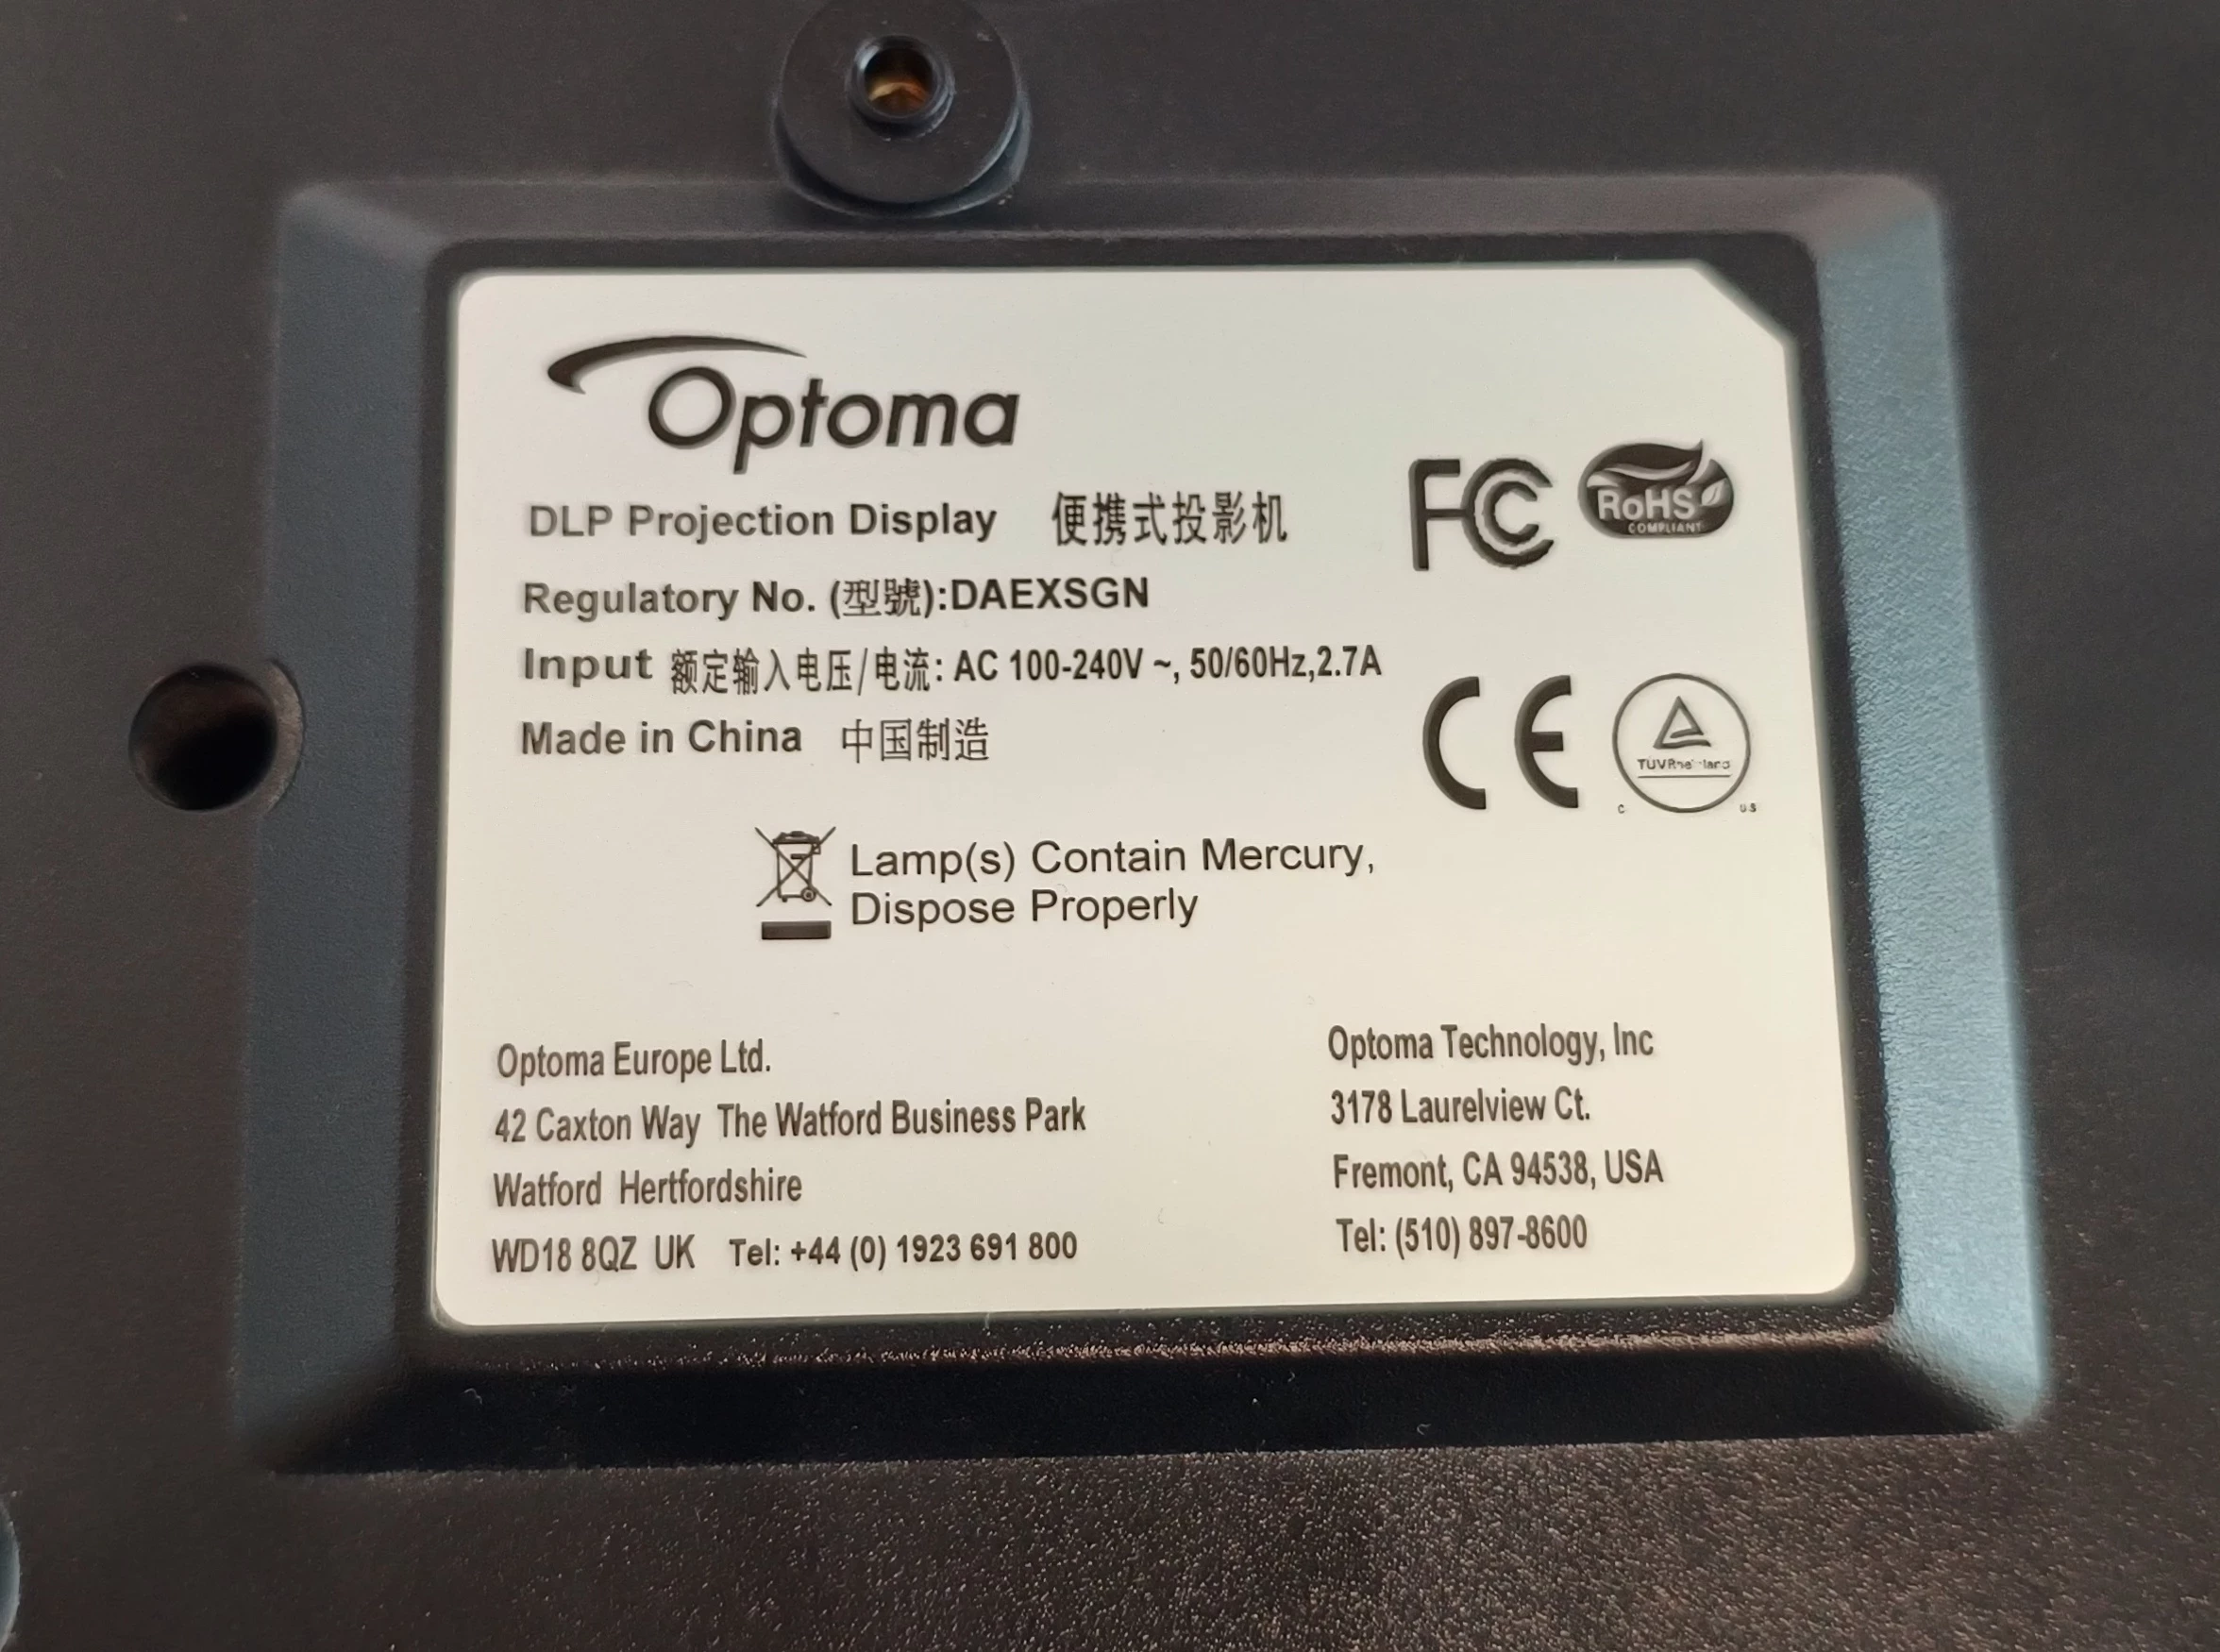 Optoma
DLP Projection Display 便携式投影机
FC
RoHS
COMPLIANT
Regulatory No. (型號):DAEXSGN
Input 额定输入电压/电流: AC 100-240V ~, 50/60Hz,2.7A
Made in China 中国制造
CE
TUVRheinland
C US
Lamp(s) Contain Mercury,
Dispose Properly
Optoma Europe Ltd.
42 Caxton Way The Watford Business Park
Watford Hertfordshire
WD18 8QZ UK Tel: +44 (0) 1923 691 800
Optoma Technology, Inc
3178 Laurelview Ct.
Fremont, CA 94538, USA
Tel: (510) 897-8600